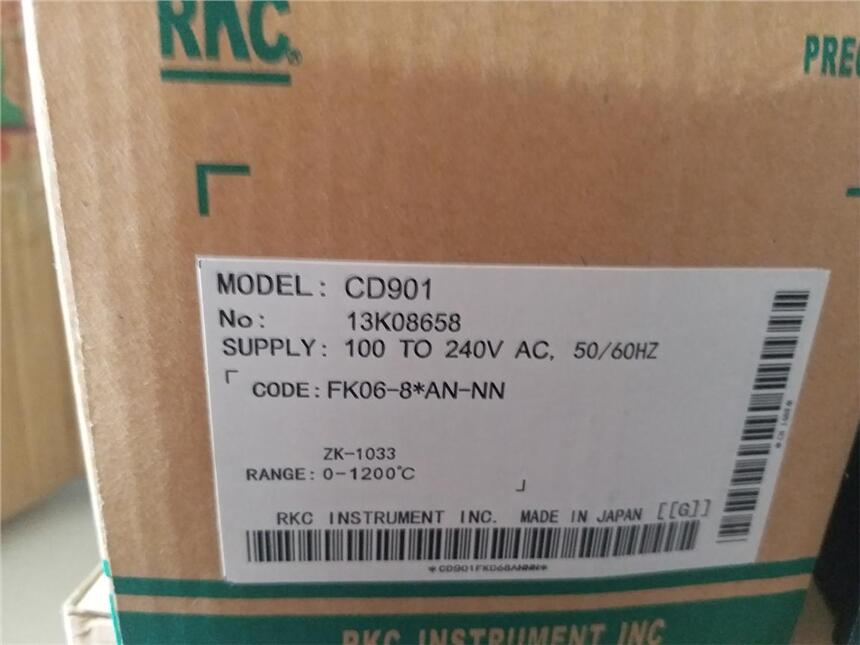 RKC®
PREC
MODEL: CD901
No: 13K08658
SUPPLY: 100 TO 240V AC, 50/60HZ
CODE: FK06-8*AN-NN
ZK-1033
RANGE: 0-1200℃
RKC INSTRUMENT INC. MADE IN JAPAN [[G]]
*CD901FK068ANNN*
RKC INSTRUMENT INC